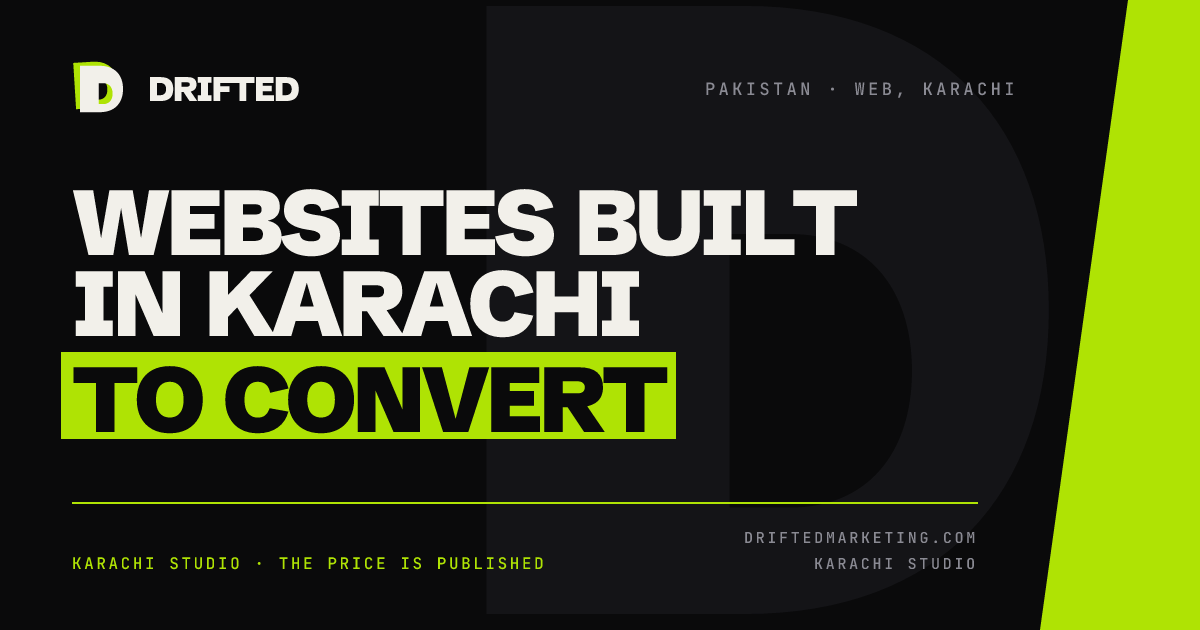 DRIFTED
PAKISTAN · WEB, KARACHI
WEBSITES BUILT
IN KARACHI
TO CONVERT
DRIFTEDMARKETING.COM
KARACHI STUDIO · THE PRICE IS PUBLISHED
KARACHI STUDIO